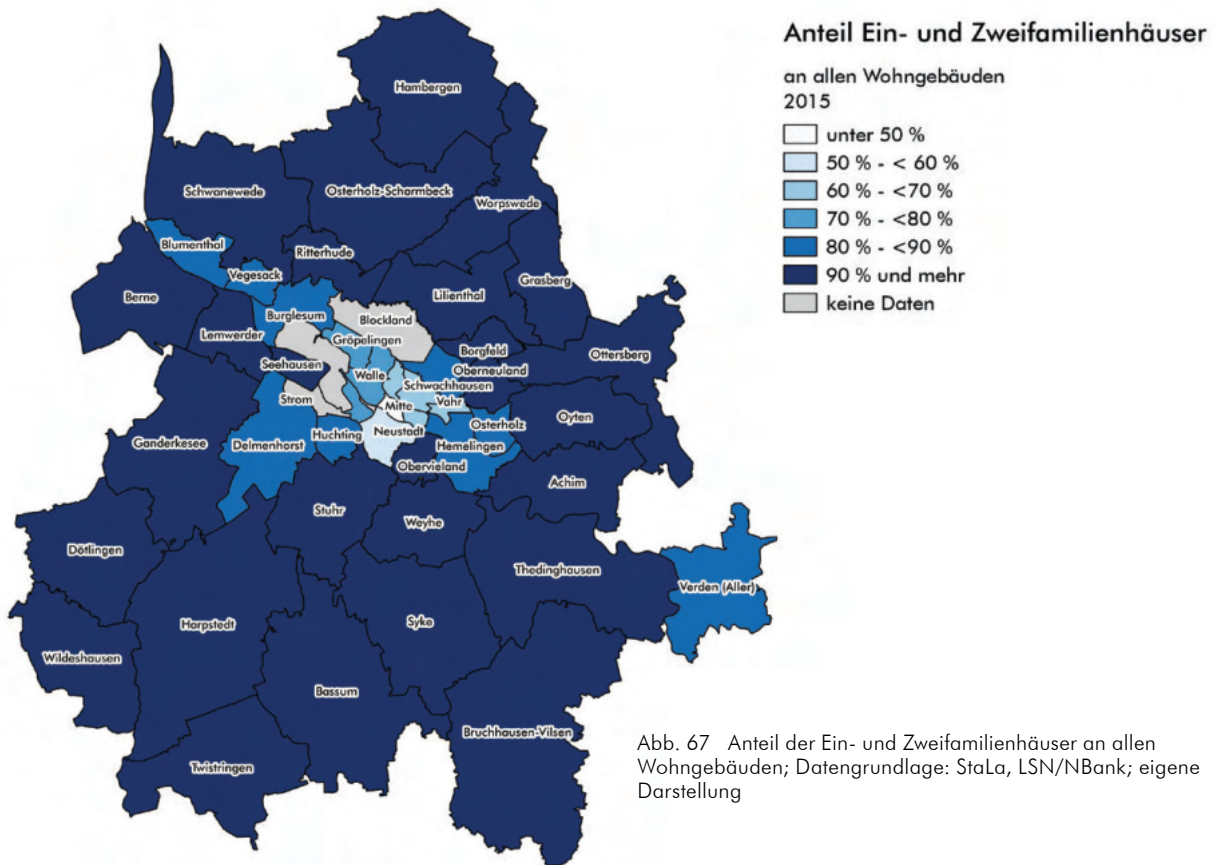 Anteil Ein- und Zweifamilienhäuser
an allen Wohngebäuden
2015
unter 50 %
50 % - < 60 %
60 % - <70 %
70 % - <80 %
80 % - <90 %
90 % und mehr
keine Daten
Hambergen
Schwanewede
Osterholz-Scharmbeck
Worpswede
Blumenthal
Ritterhude
Vegesack
Grasberg
Berne
Lilienthal
Burglesum
Blockland
Lemwerder
Gröpelingen
Borgfeld
Ottersberg
Seehausen
Oberneuland
Walle
Schwachhausen
Strom
Mitte
Vahr
Oyten
Ganderkesee
Delmenhorst
Huchting
Neustadt
Osterholz
Hemelingen
Obervieland
Achim
Stuhr
Weyhe
Dötlingen
Thedinghausen
Verden (Aller)
Harpstedt
Syke
Wildeshausen
Bassum
Bruchhausen-Vilsen
Twistringen
Abb. 67 Anteil der Ein- und Zweifamilienhäuser an allen
Wohngebäuden; Datengrundlage: StaLa, LSN/NBank; eigene
Darstellung